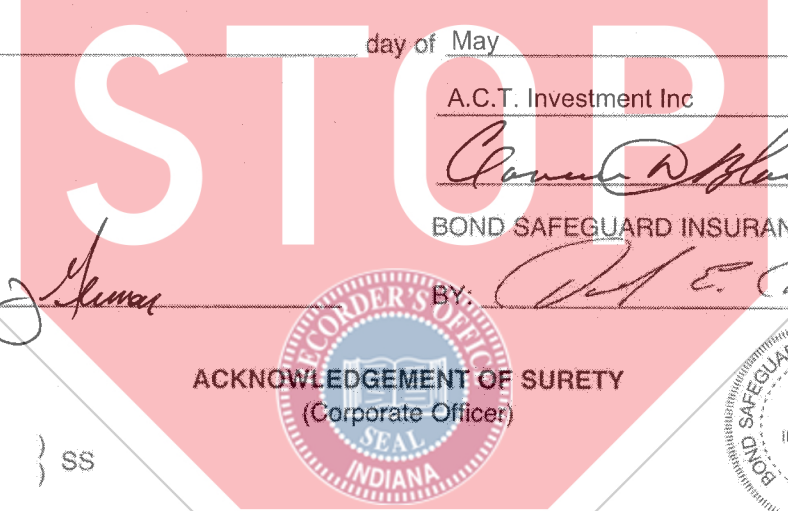 STOP
day of May
A.C.T. Investment Inc
BOND SAFEGUARD INSURAN
BY:
RECORDER'S OFFICE
ACKNOWLEDGEMENT OF SURETY
(Corporate Officer)
SEAL
INDIANA
) SS
)
BOND SAFEGUAR